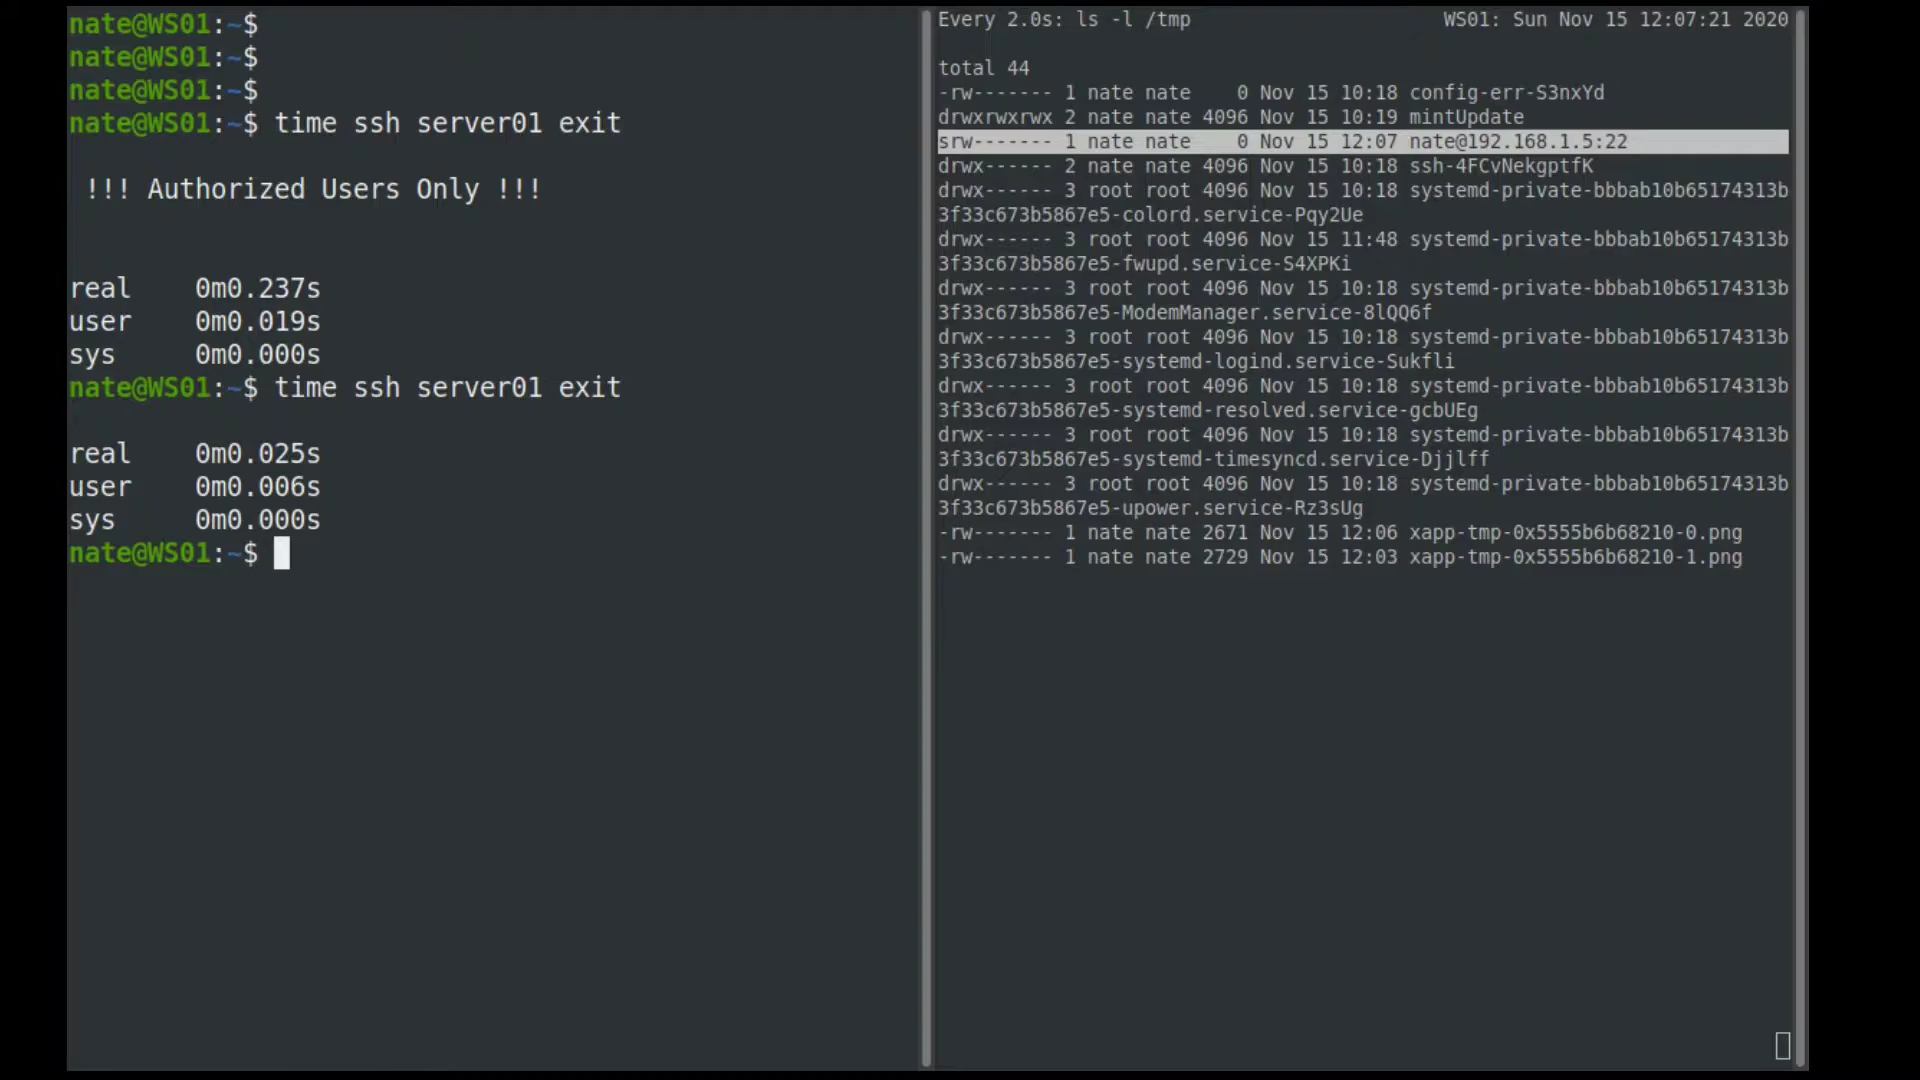 nate@WS01:~$
nate@WS01:~$
nate@WS01:~$
nate@WS01:~$ time ssh server01 exit
!!! Authorized Users Only !!!
real 0m0.237s
user 0m0.019s
sys 0m0.000s
nate@WS01:~$ time ssh server01 exit
real 0m0.025s
user 0m0.006s
sys 0m0.000s
nate@WS01:~$
Every 2.0s: ls -l /tmp WS01: Sun Nov 15 12:07:21 2020
total 44
-rw------- 1 nate nate 0 Nov 15 10:18 config-err-S3nxYd
drwxrwxrwx 2 nate nate 4096 Nov 15 10:19 mintUpdate
srw------- 1 nate nate 0 Nov 15 12:07 nate@192.168.1.5:22
drwx------ 2 nate nate 4096 Nov 15 10:18 ssh-4FCvNekgptfK
drwx------ 3 root root 4096 Nov 15 10:18 systemd-private-bbbab10b65174313b
3f33c673b5867e5-colord.service-Pqy2Ue
drwx------ 3 root root 4096 Nov 15 11:48 systemd-private-bbbab10b65174313b
3f33c673b5867e5-fwupd.service-S4XPKi
drwx------ 3 root root 4096 Nov 15 10:18 systemd-private-bbbab10b65174313b
3f33c673b5867e5-ModemManager.service-8lQQ6f
drwx------ 3 root root 4096 Nov 15 10:18 systemd-private-bbbab10b65174313b
3f33c673b5867e5-systemd-logind.service-Sukfli
drwx------ 3 root root 4096 Nov 15 10:18 systemd-private-bbbab10b65174313b
3f33c673b5867e5-systemd-resolved.service-gcbUEg
drwx------ 3 root root 4096 Nov 15 10:18 systemd-private-bbbab10b65174313b
3f33c673b5867e5-systemd-timesyncd.service-Djjlff
drwx------ 3 root root 4096 Nov 15 10:18 systemd-private-bbbab10b65174313b
3f33c673b5867e5-upower.service-Rz3sUg
-rw------- 1 nate nate 2671 Nov 15 12:06 xapp-tmp-0x5555b6b68210-0.png
-rw------- 1 nate nate 2729 Nov 15 12:03 xapp-tmp-0x5555b6b68210-1.png